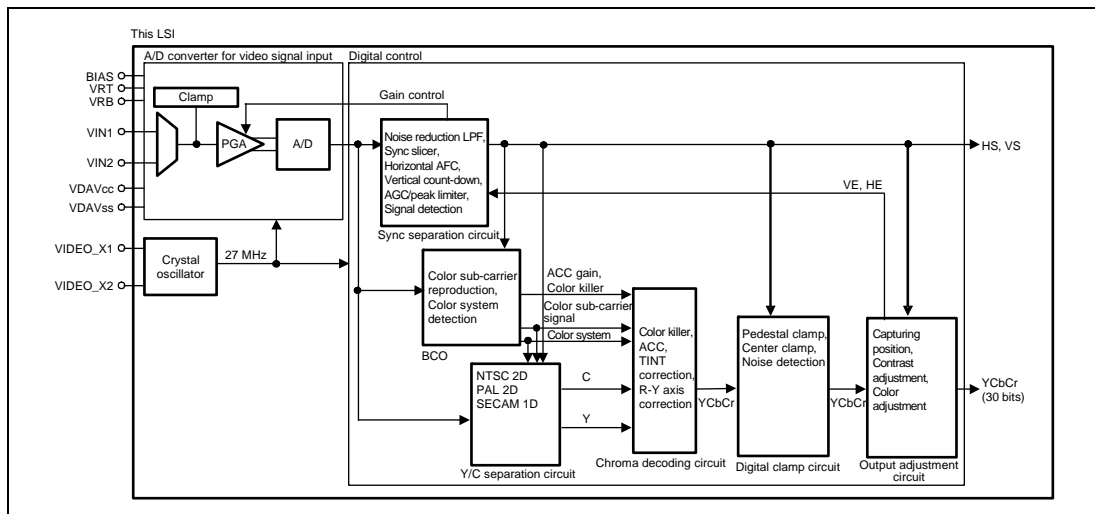 This LSI
A/D converter for video signal input
Digital control
BIAS
VRT
VRB
VIN1
VIN2
VDAVcc
VDAVss
VIDEO_X1
VIDEO_X2
Clamp
PGA
A/D
Gain control
Noise reduction LPF,
Sync slicer,
Horizontal AFC,
Vertical count-down,
AGC/peak limiter,
Signal detection
Sync separation circuit
HS, VS
VE, HE
Crystal
oscillator
27 MHz
Color sub-carrier
reproduction,
Color system
detection
BCO
ACC gain,
Color killer
Color sub-carrier
signal
Color system
NTSC 2D
PAL 2D
SECAM 1D
Y/C separation circuit
C
Y
Color killer,
ACC,
TINT
correction,
R-Y axis
correction
Chroma decoding circuit
YCbCr
Pedestal clamp,
Center clamp,
Noise detection
Digital clamp circuit
YCbCr
Capturing
position,
Contrast
adjustment,
Color
adjustment
Output adjustment
circuit
YCbCr
(30 bits)